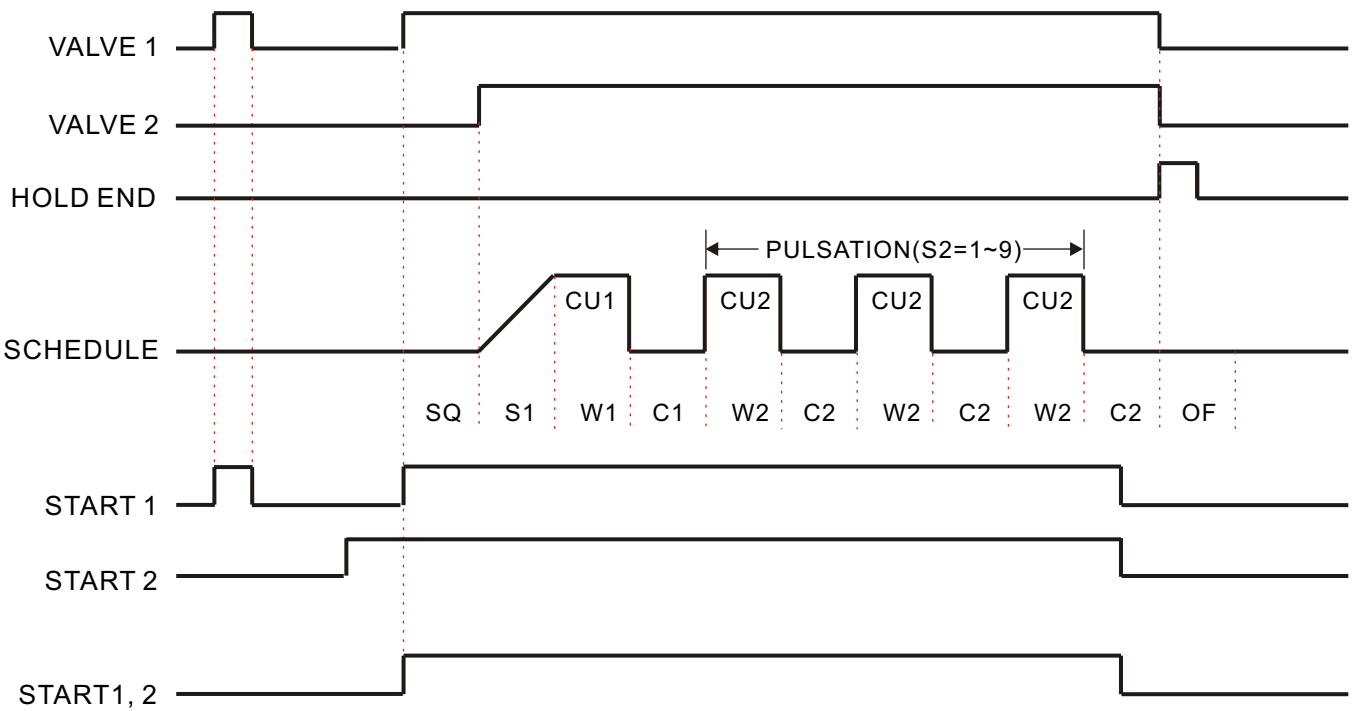 VALVE 1
VALVE 2
HOLD END
PULSATION(S2=1~9)
CU1 CU2 CU2 CU2
SCHEDULE
SQ S1 W1 C1 W2 C2 W2 C2 W2 C2 OF
START 1
START 2
START1, 2